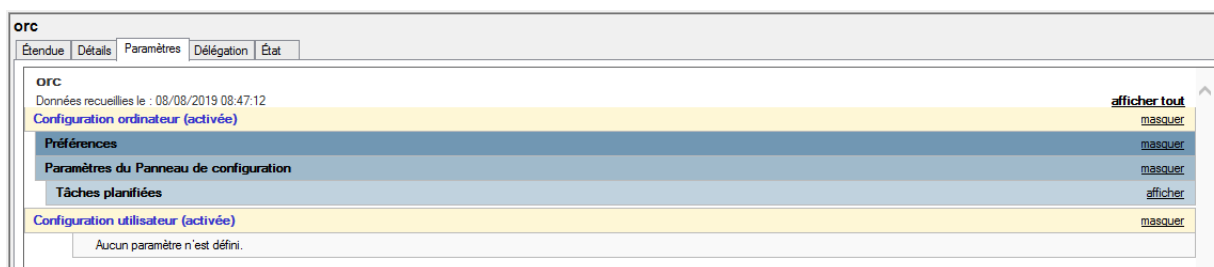 orc
Étendue Détails Paramètres Délégation État
orc
Données recueillies le : 08/08/2019 08:47:12 afficher tout
Configuration ordinateur (activée) masquer
Préférences masquer
Paramètres du Panneau de configuration masquer
Tâches planifiées afficher
Configuration utilisateur (activée) masquer
Aucun paramètre n'est défini.